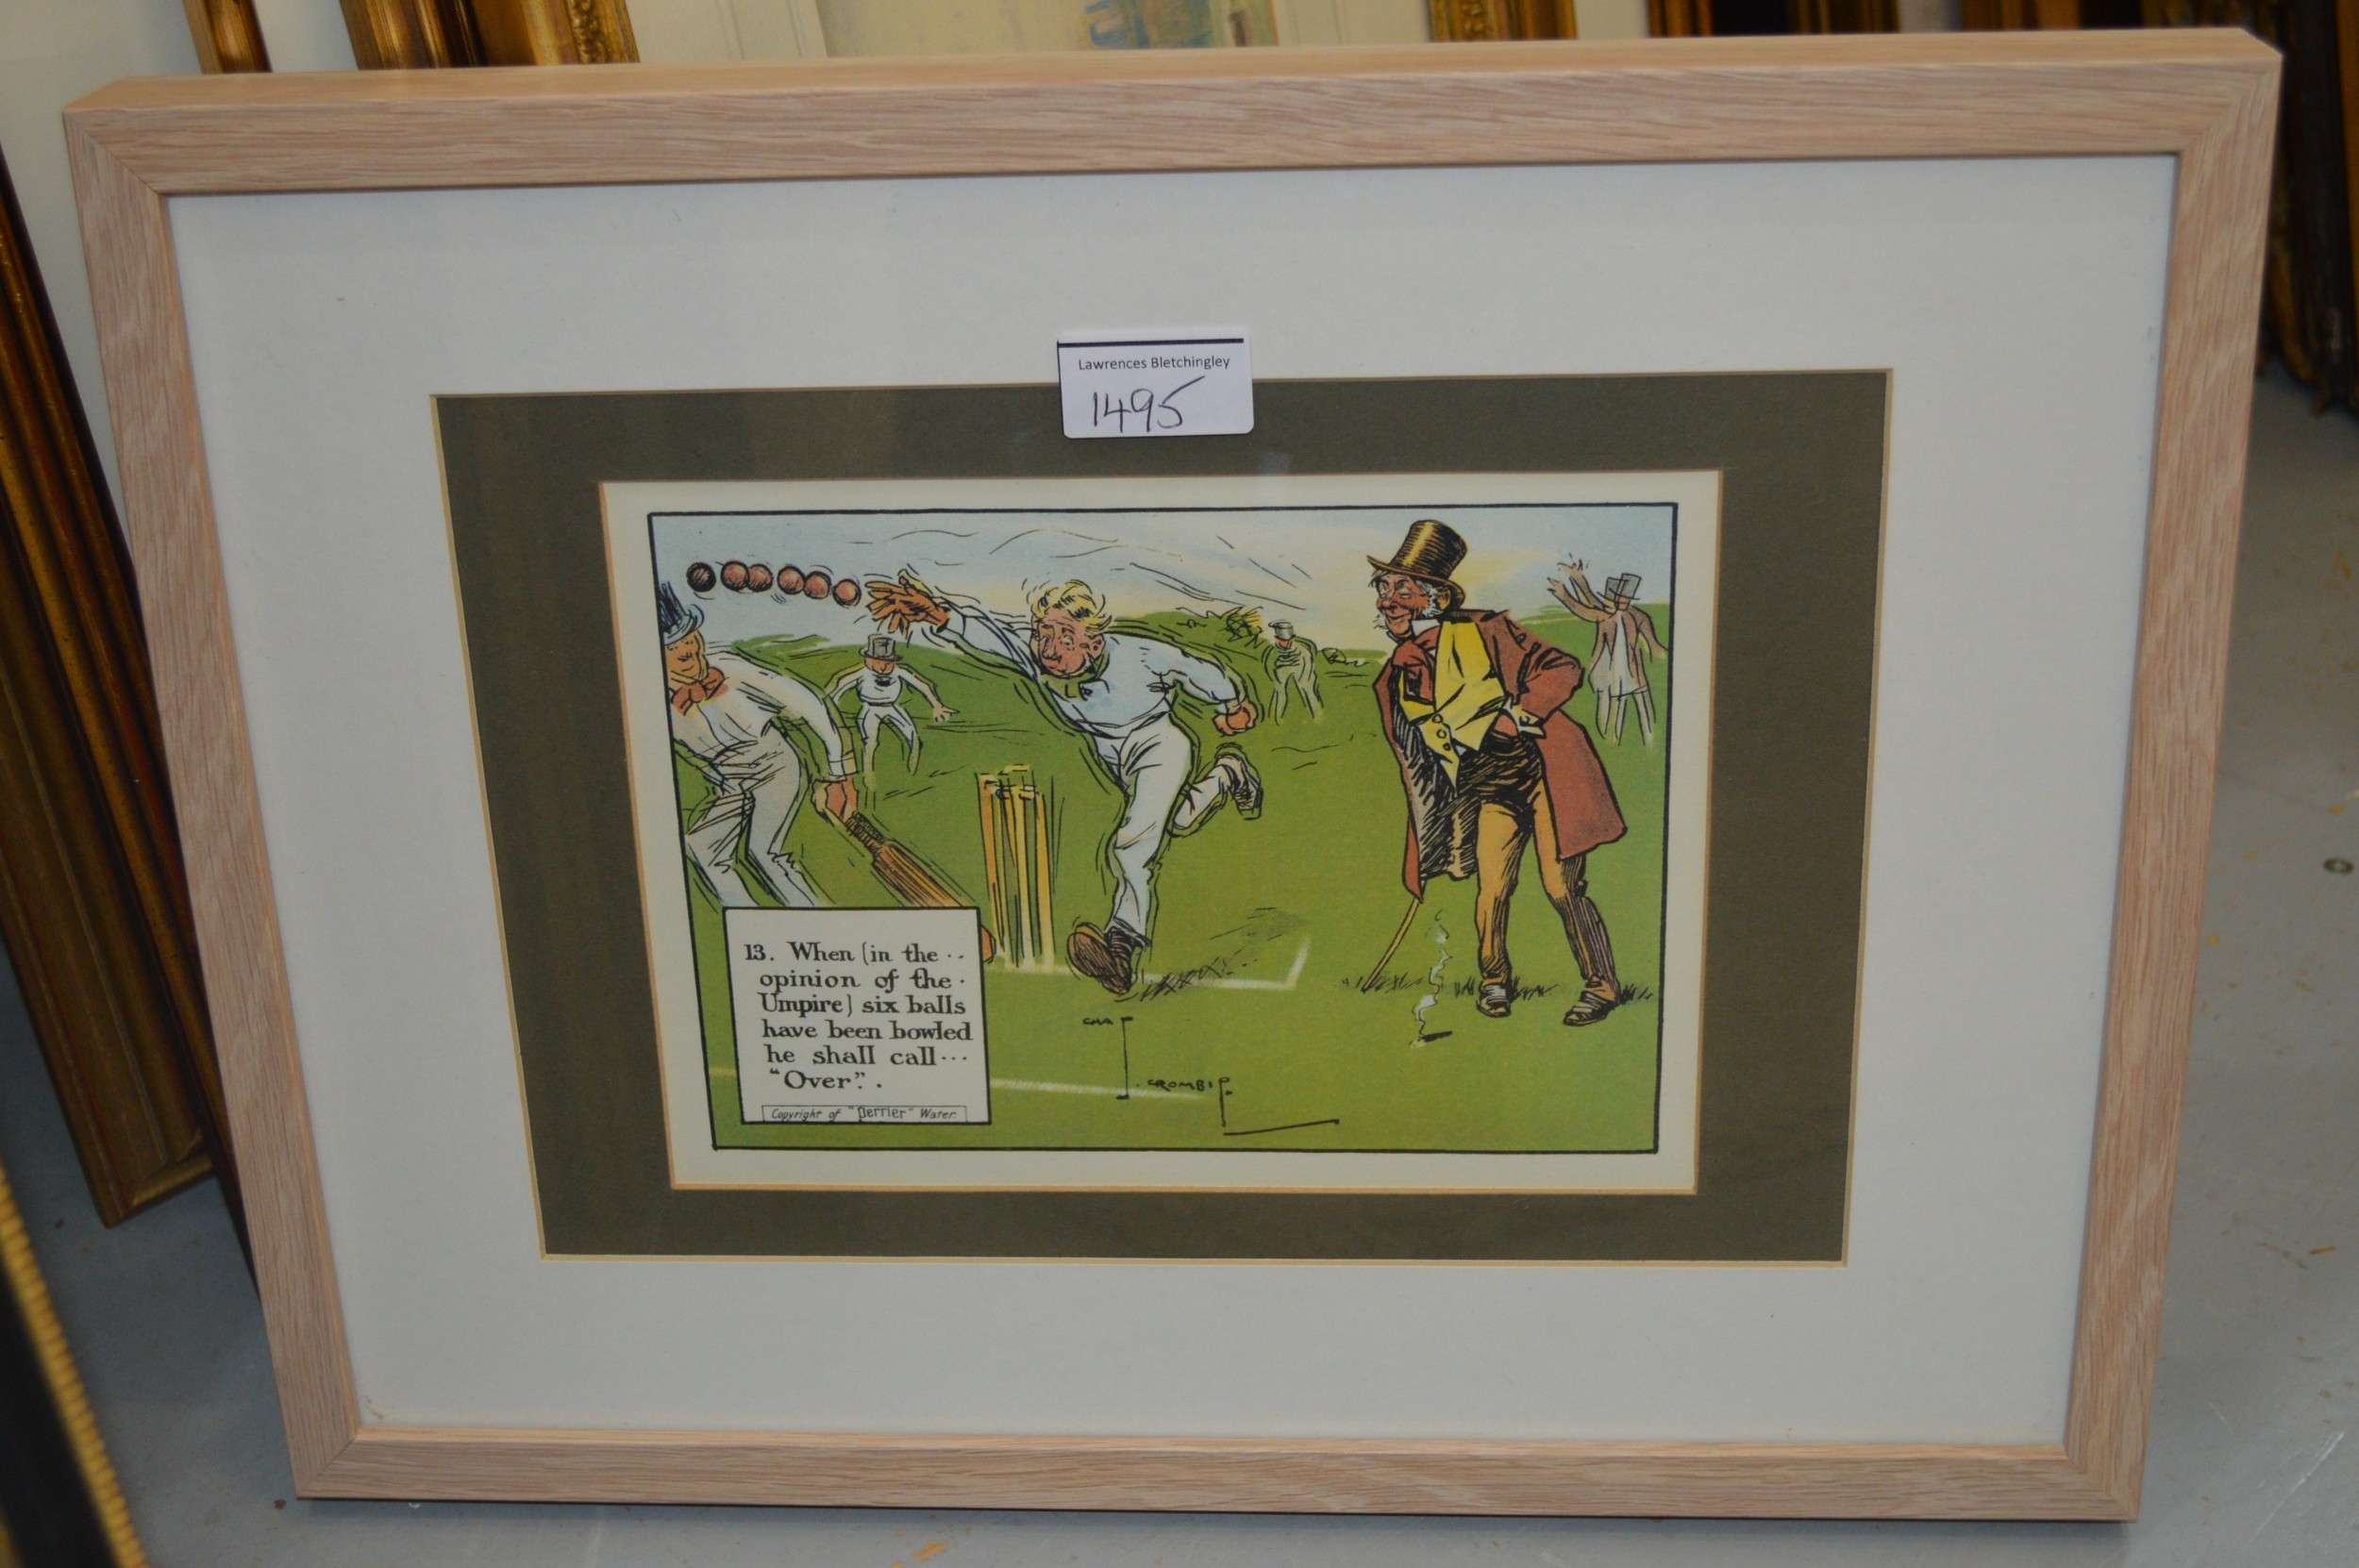 Lawrences Bletchingley
1495
13. When (in the ··
opinion of the ·
Umpire) six balls
have been bowled
he shall call ···
"Over". .
Copyright of "Perrier" Water.
CHAS
CROMBIE